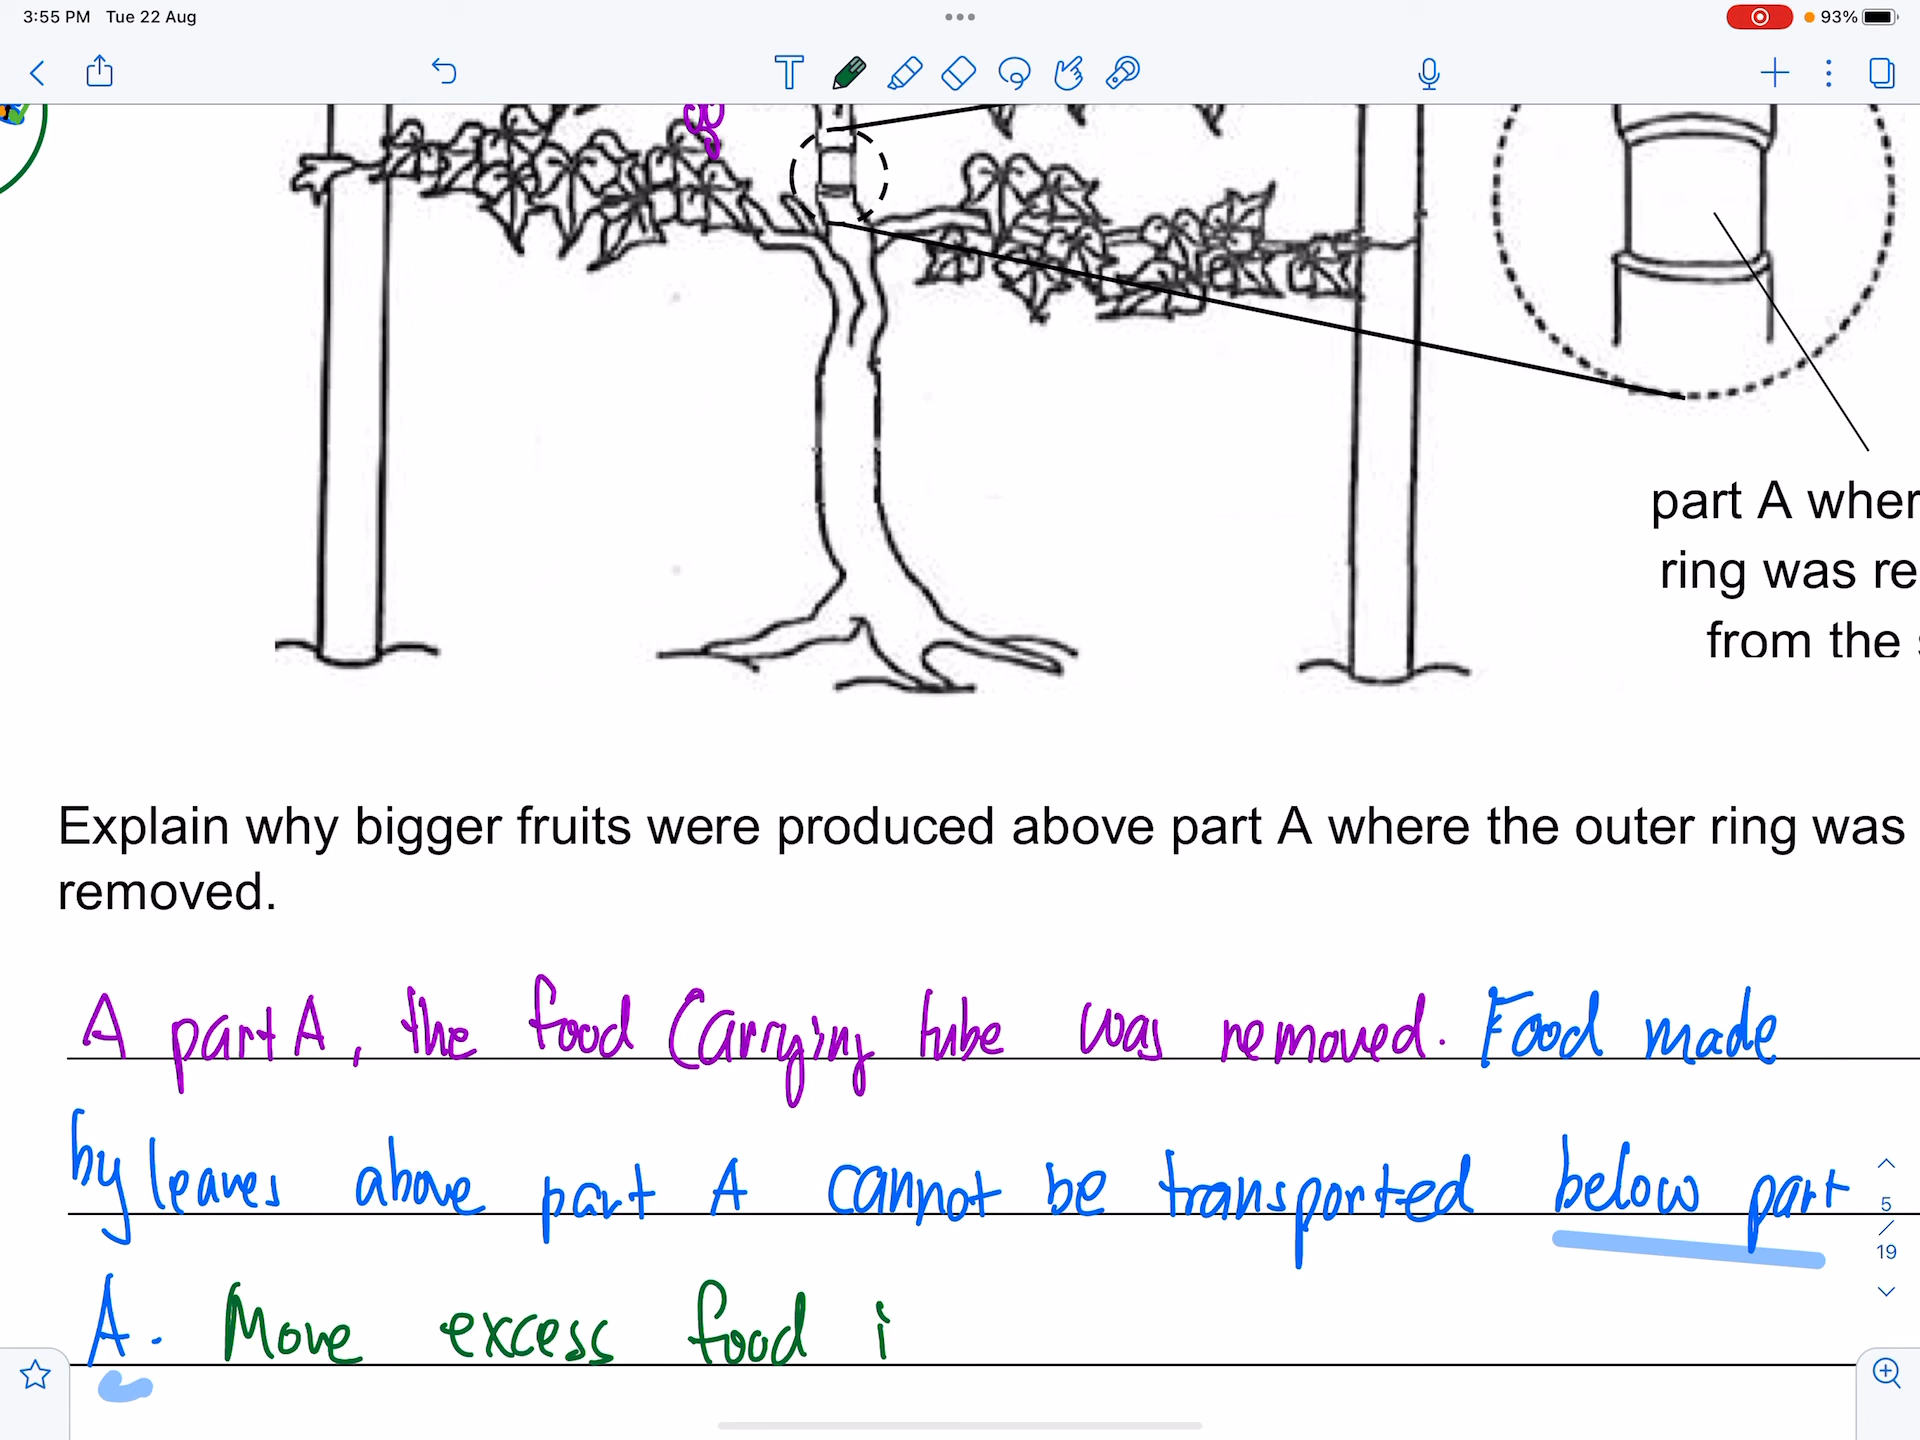 3:55 PM Tue 22 Aug
93%
T
part A wher
ring was re
from the s
Explain why bigger fruits were produced above part A where the outer ring was
removed.
A part A, the food Carrying tube was removed. Food made
by leaves above part A cannot be transported below part
5
/
19
A. Move excess food i